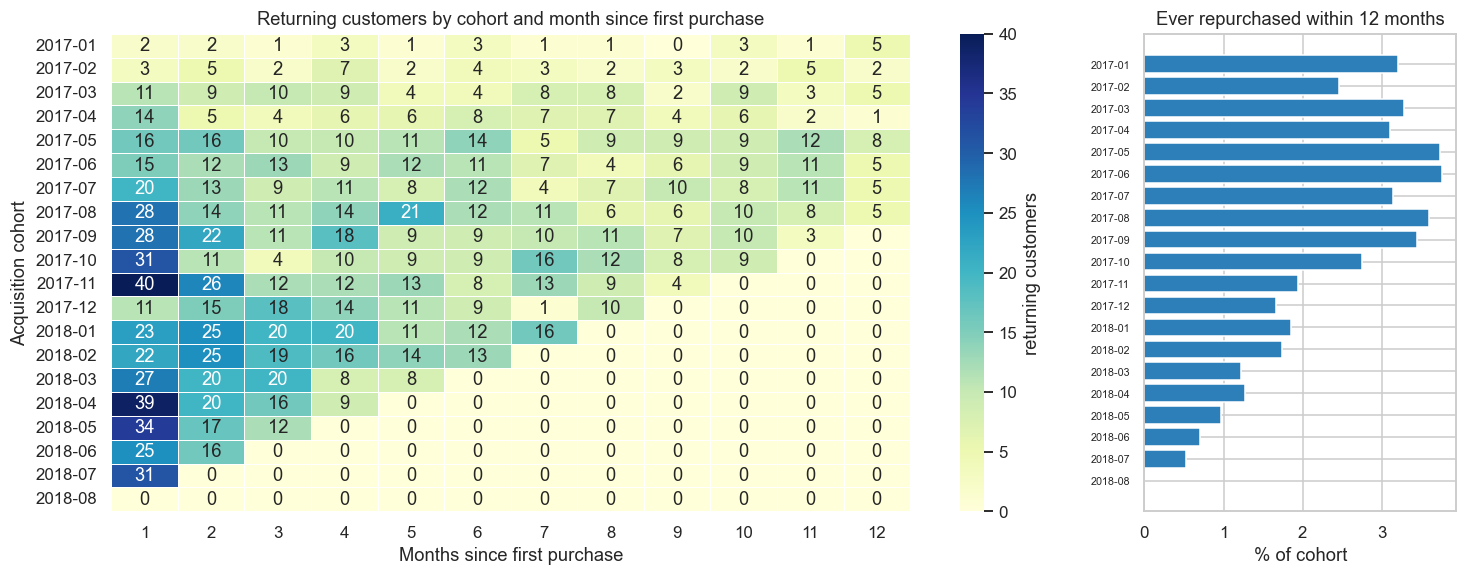 Returning customers by cohort and month since first purchase
Acquisition cohort
2017-01 2 2 1 3 1 3 1 1 0 3 1 5
2017-02 3 5 2 7 2 4 3 2 3 2 5 2
2017-03 11 9 10 9 4 4 8 8 2 9 3 5
2017-04 14 5 4 6 6 8 7 7 4 6 2 1
2017-05 16 16 10 10 11 14 5 9 9 9 12 8
2017-06 15 12 13 9 12 11 7 4 6 9 11 5
2017-07 20 13 9 11 8 12 4 7 10 8 11 5
2017-08 28 14 11 14 21 12 11 6 6 10 8 5
2017-09 28 22 11 18 9 9 10 11 7 10 3 0
2017-10 31 11 4 10 9 9 16 12 8 9 0 0
2017-11 40 26 12 12 13 8 13 9 4 0 0 0
2017-12 11 15 18 14 11 9 1 10 0 0 0 0
2018-01 23 25 20 20 11 12 16 0 0 0 0 0
2018-02 22 25 19 16 14 13 0 0 0 0 0 0
2018-03 27 20 20 8 8 0 0 0 0 0 0 0
2018-04 39 20 16 9 0 0 0 0 0 0 0 0
2018-05 34 17 12 0 0 0 0 0 0 0 0 0
2018-06 25 16 0 0 0 0 0 0 0 0 0 0
2018-07 31 0 0 0 0 0 0 0 0 0 0 0
2018-08 0 0 0 0 0 0 0 0 0 0 0 0
1 2 3 4 5 6 7 8 9 10 11 12
Months since first purchase
40
35
30
25
20
15
10
5
0
returning customers
Ever repurchased within 12 months
2017-01
2017-02
2017-03
2017-04
2017-05
2017-06
2017-07
2017-08
2017-09
2017-10
2017-11
2017-12
2018-01
2018-02
2018-03
2018-04
2018-05
2018-06
2018-07
2018-08
0 1 2 3
% of cohort